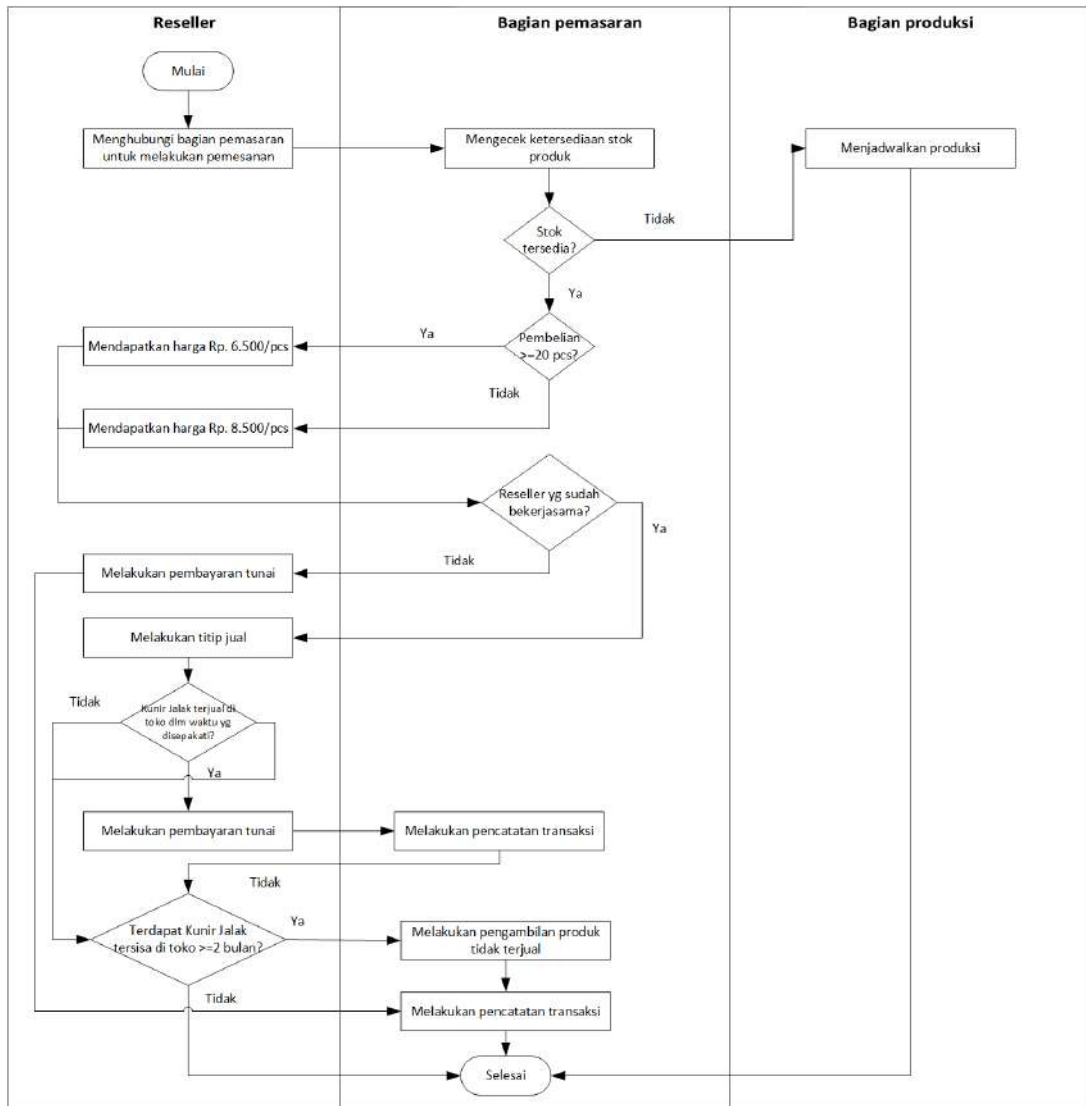 Reseller
Bagian pemasaran
Bagian produksi
Mulai
Menghubungi bagian pemasaran
untuk melakukan pemesanan
Mengecek ketersediaan stok
produk
Menjadwalkan produksi
Tidak
Stok
tersedia?
Ya
Mendapatkan harga Rp. 6.500/pcs
Ya
Pembelian
>=20 pcs?
Tidak
Mendapatkan harga Rp. 8.500/pcs
Reseller yg sudah
bekerjasama?
Ya
Tidak
Melakukan pembayaran tunai
Melakukan titip jual
Tidak
Kunir Jalak terjual di
toko dlm waktu yg
disepakati?
Ya
Melakukan pembayaran tunai
Melakukan pencatatan transaksi
Tidak
Terdapat Kunir Jalak
tersisa di toko >=2 bulan?
Ya
Melakukan pengambilan produk
tidak terjual
Tidak
Melakukan pencatatan transaksi
Selesai